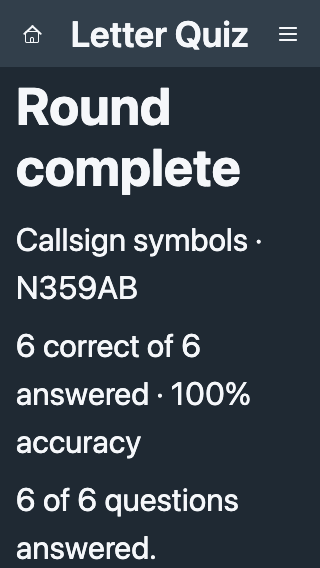 Letter Quiz
Round
complete
Callsign symbols ·
N359AB
6 correct of 6
answered · 100%
accuracy
6 of 6 questions
answered.